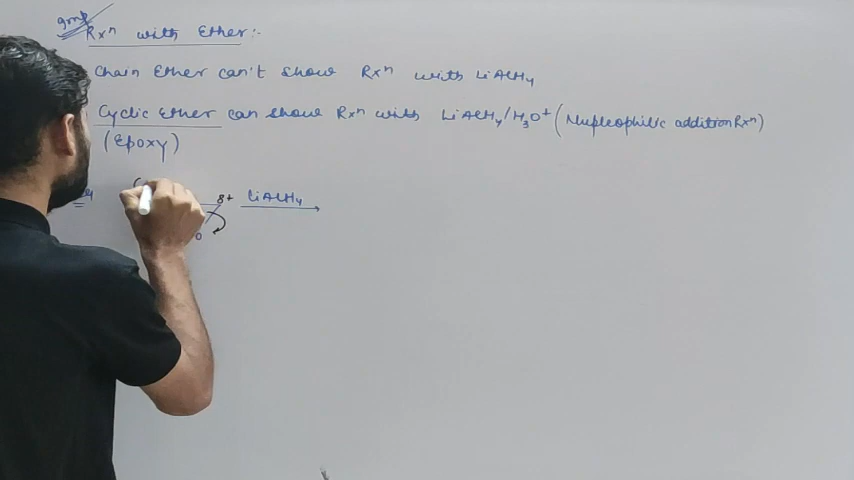 gmp
Rxⁿ with Ether :-
Chain Ether can't show Rxⁿ with LiAlH₄
Cyclic Ether can show Rxⁿ with LiAlH₄/H₃O⁺ (Nucleophilic addition Rxⁿ)
(Epoxy)
δ+ LiAlH₄
O